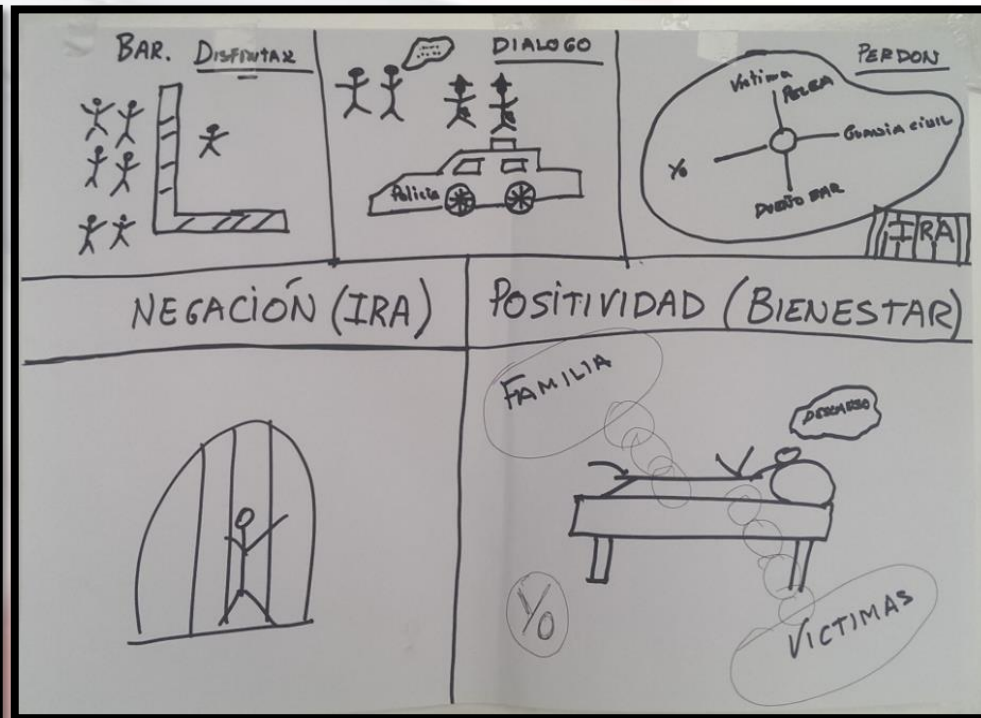 BAR. DISFRUTAR
DIALOGO
Policia
PERDON
Victima
PELEA
GUARDIA CIVIL
Yo
DUEÑO BAR
IRA
NEGACIÓN (IRA)
POSITIVIDAD (BIENESTAR)
FAMILIA
DESCANSO
Yo
VICTIMAS